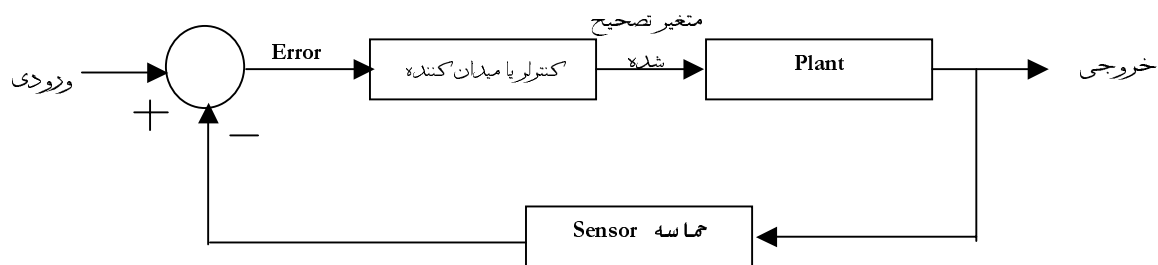 متغیر تصحیح
شده
Error
کنترلر یا میدان کننده
Plant
ورودی
خروجی
+
−
Sensor حماسه